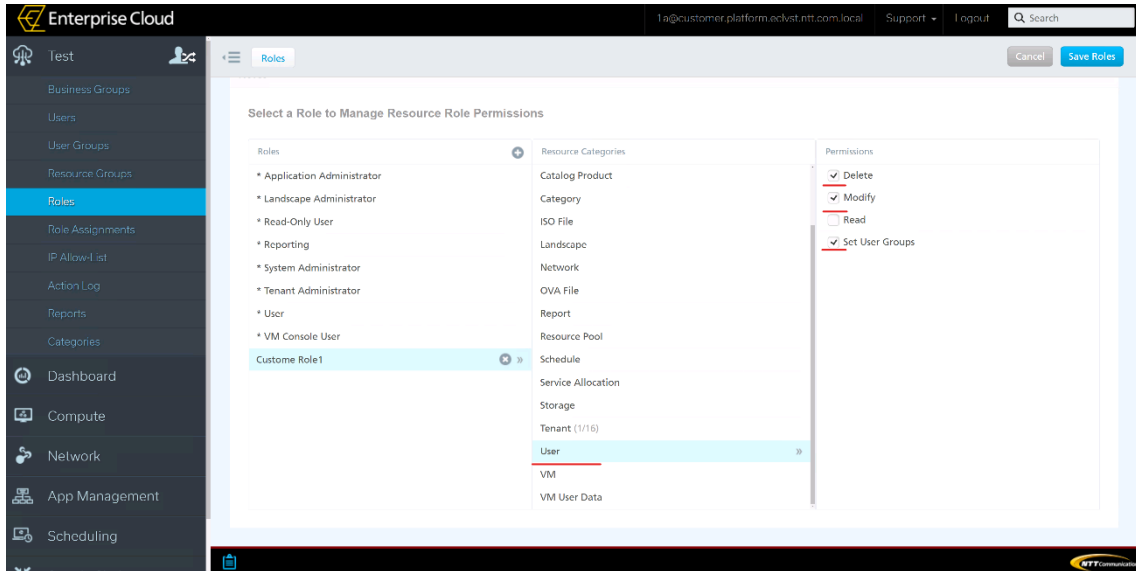 Enterprise Cloud
1a@customer.platform.eclvst.ntt.com.local
Support
Logout
Search
Test
Roles
Cancel
Save Roles
Business Groups
Users
User Groups
Resource Groups
Roles
Role Assignments
IP Allow-List
Action Log
Reports
Categories
Dashboard
Compute
Network
App Management
Scheduling
Select a Role to Manage Resource Role Permissions
Roles
* Application Administrator
* Landscape Administrator
* Read-Only User
* Reporting
* System Administrator
* Tenant Administrator
* User
* VM Console User
Custome Role1
Resource Categories
Catalog Product
Category
ISO File
Landscape
Network
OVA File
Report
Resource Pool
Schedule
Service Allocation
Storage
Tenant (1/16)
User
VM
VM User Data
Permissions
Delete
Modify
Read
Set User Groups
NTT Communicatio